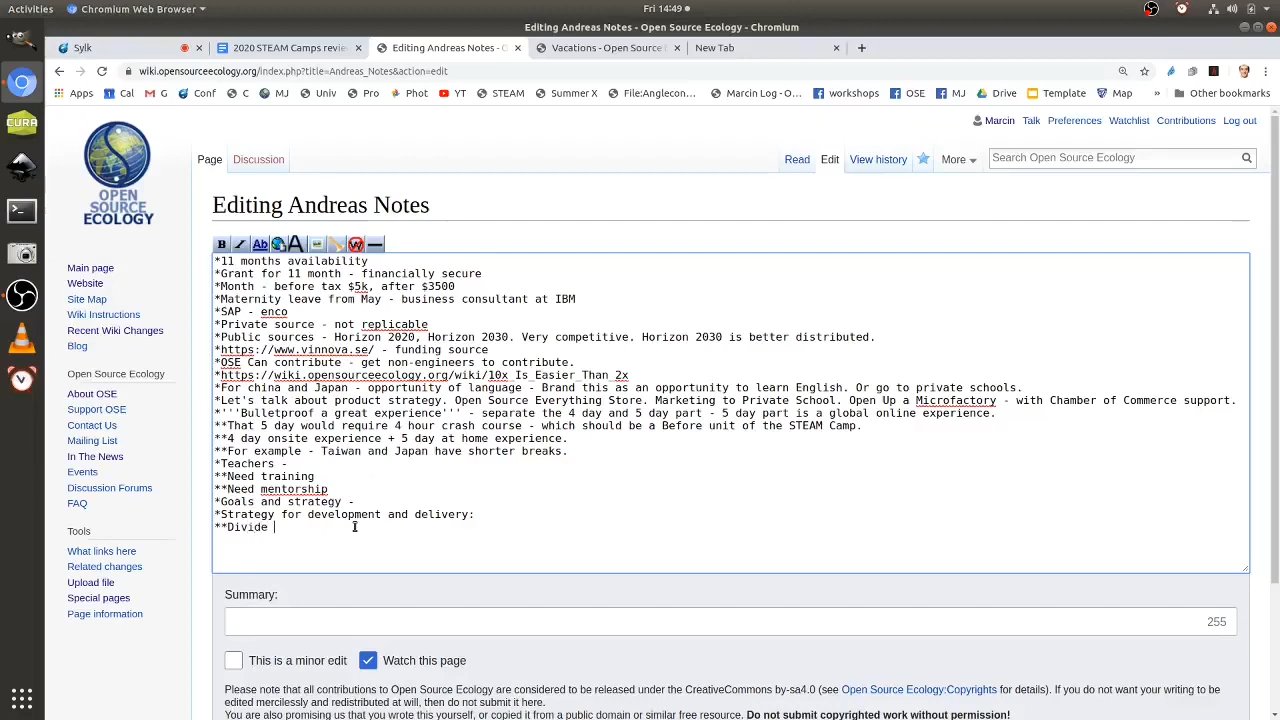 Activities
Chromium Web Browser
Fri 14:49
Editing Andreas Notes - Open Source Ecology - Chromium
Sylk
2020 STEAM Camps revie
Editing Andreas Notes - O
Vacations - Open Source E
New Tab
wiki.opensourceecology.org/index.php?title=Andreas_Notes&action=edit
Apps
Cal
G
Conf
C
MJ
Univ
Pro
Phot
YT
STEAM
Summer X
File:Anglecon...
Marcin Log - O...
workshops
OSE
MJ
Drive
Template
Map
»
Other bookmarks
Marcin
Talk
Preferences
Watchlist
Contributions
Log out
Page
Discussion
Read
Edit
View history
More
Search Open Source Ecology
OPEN
SOURCE
ECOLOGY
CURA
Main page
Website
Site Map
Wiki Instructions
Recent Wiki Changes
Blog
Open Source Ecology
About OSE
Support OSE
Contact Us
Mailing List
In The News
Events
Discussion Forums
FAQ
Tools
What links here
Related changes
Upload file
Special pages
Page information
Editing Andreas Notes
B
Ab
A
W
*11 months availability
*Grant for 11 month - financially secure
*Month - before tax $5k, after $3500
*Maternity leave from May - business consultant at IBM
*SAP - enco
*Private source - not replicable
*Public sources - Horizon 2020, Horizon 2030. Very competitive. Horizon 2030 is better distributed.
*https://www.vinnova.se/ - funding source
*OSE Can contribute - get non-engineers to contribute.
*https://wiki.opensourceecology.org/wiki/10x_Is_Easier_Than_2x
*For china and Japan - opportunity of language - Brand this as an opportunity to learn English. Or go to private schools.
*Let's talk about product strategy. Open Source Everything Store. Marketing to Private School. Open Up a Microfactory - with Chamber of Commerce support.
*'''Bulletproof a great experience''' - separate the 4 day and 5 day part - 5 day part is a global online experience.
**That 5 day would require 4 hour crash course - which should be a Before unit of the STEAM Camp.
**4 day onsite experience + 5 day at home experience.
**For example - Taiwan and Japan have shorter breaks.
*Teachers -
**Need training
**Need mentorship
*Goals and strategy -
*Strategy for development and delivery:
**Divide
Summary:
255
This is a minor edit
Watch this page
Please note that all contributions to Open Source Ecology are considered to be released under the CreativeCommons by-sa4.0 (see Open Source Ecology:Copyrights for details). If you do not want your writing to be
edited mercilessly and redistributed at will, then do not submit it here.
You are also promising us that you wrote this yourself, or copied it from a public domain or similar free resource. Do not submit copyrighted work without permission!